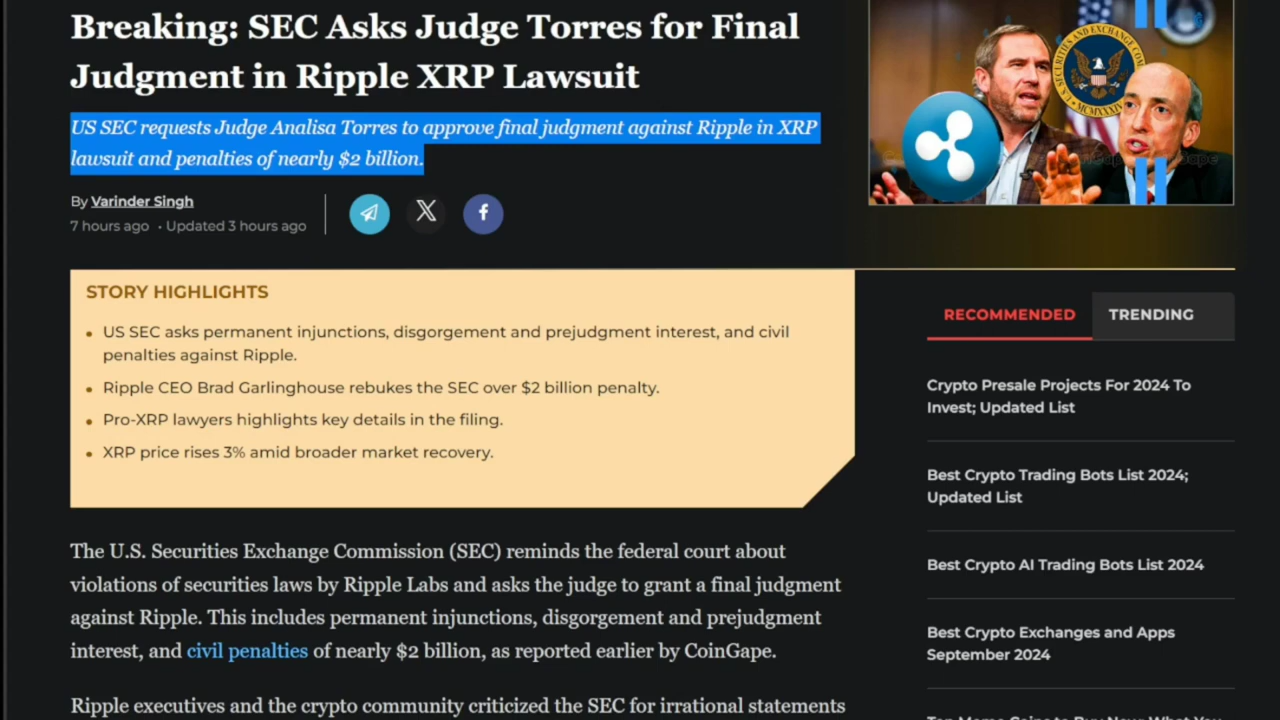 Breaking: SEC Asks Judge Torres for Final
Judgment in Ripple XRP Lawsuit
US SEC requests Judge Analisa Torres to approve final judgment against Ripple in XRP
lawsuit and penalties of nearly $2 billion.
By Varinder Singh
7 hours ago • Updated 3 hours ago
STORY HIGHLIGHTS
• US SEC asks permanent injunctions, disgorgement and prejudgment interest, and civil
penalties against Ripple.
• Ripple CEO Brad Garlinghouse rebukes the SEC over $2 billion penalty.
• Pro-XRP lawyers highlights key details in the filing.
• XRP price rises 3% amid broader market recovery.
The U.S. Securities Exchange Commission (SEC) reminds the federal court about
violations of securities laws by Ripple Labs and asks the judge to grant a final judgment
against Ripple. This includes permanent injunctions, disgorgement and prejudgment
interest, and civil penalties of nearly $2 billion, as reported earlier by CoinGape.
Ripple executives and the crypto community criticized the SEC for irrational statements
RECOMMENDED
TRENDING
Crypto Presale Projects For 2024 To
Invest; Updated List
Best Crypto Trading Bots List 2024;
Updated List
Best Crypto AI Trading Bots List 2024
Best Crypto Exchanges and Apps
September 2024